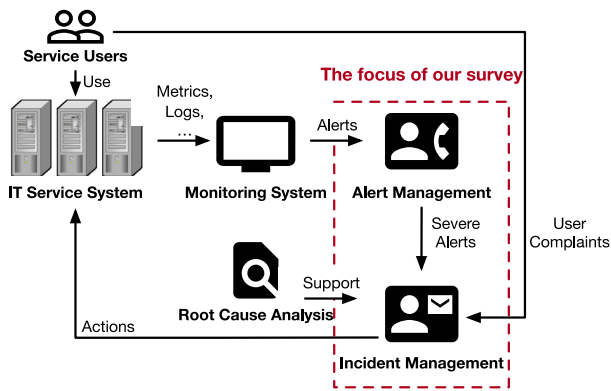 Service Users
Use
The focus of our survey
Metrics,
Logs,
...
Alerts
IT Service System
Monitoring System
Alert Management
Severe
Alerts
User
Complaints
Support
Root Cause Analysis
Actions
Incident Management